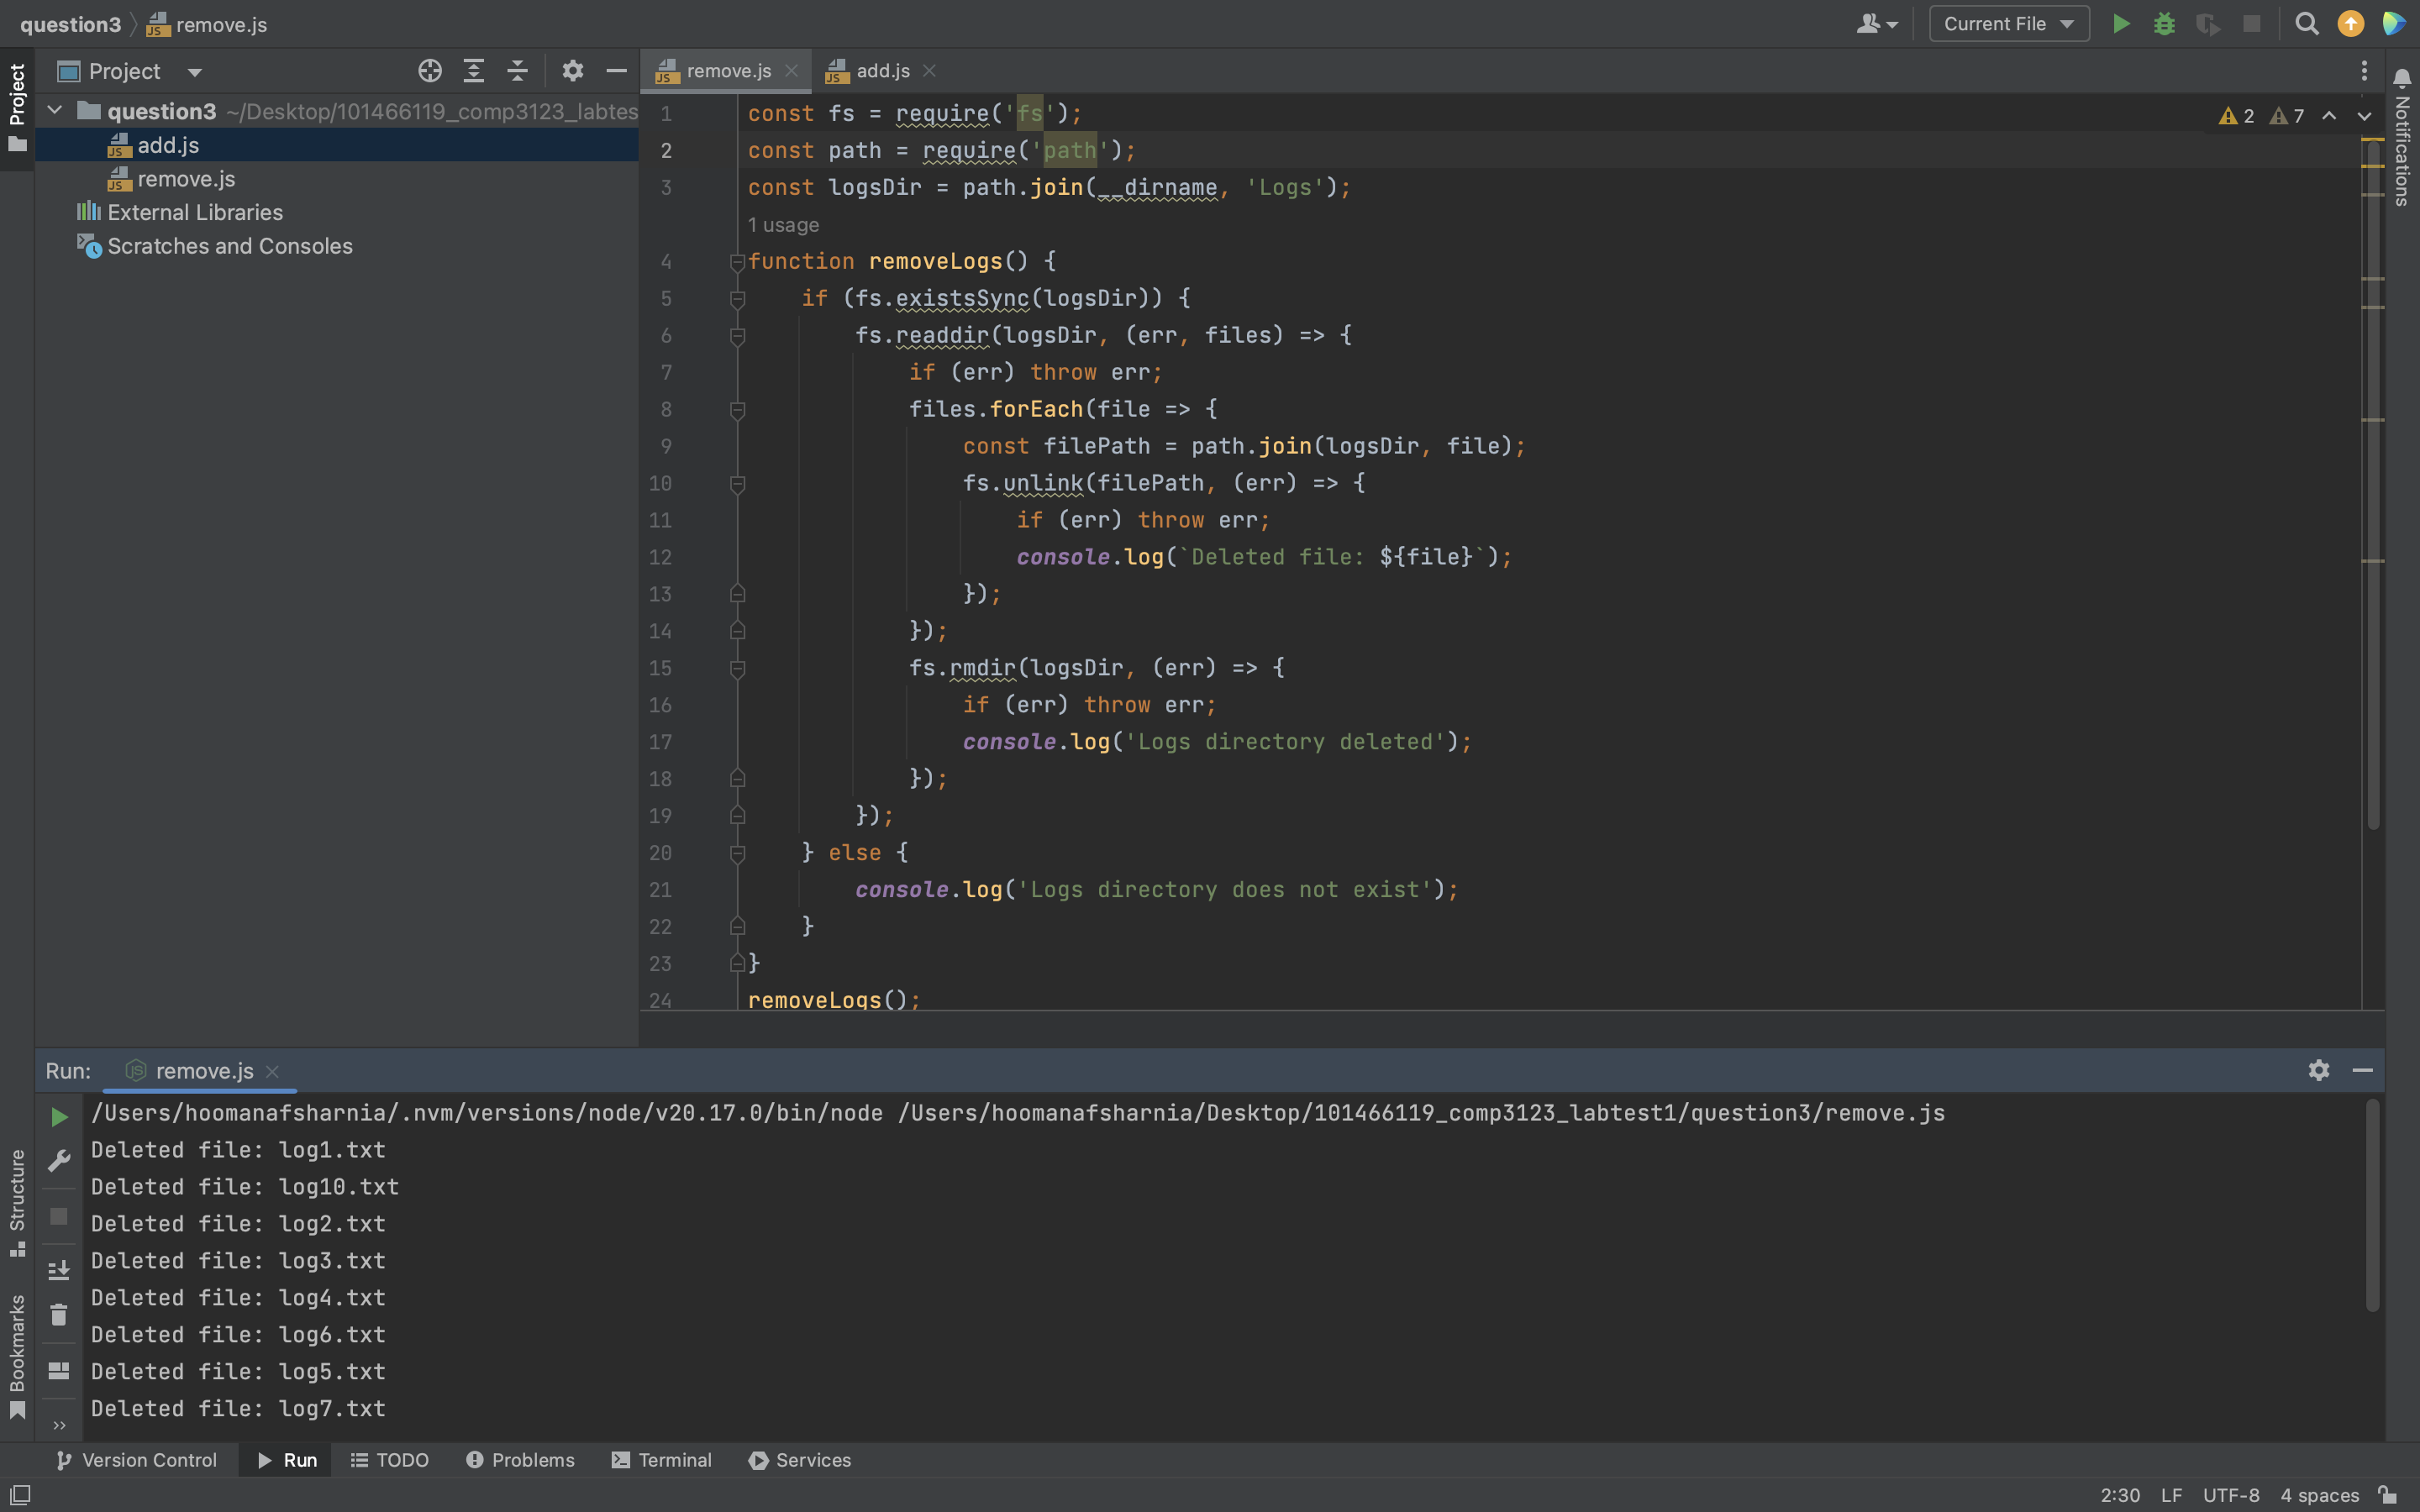 question3 remove.js
Current File
Project
Project
question3 ~/Desktop/101466119_comp3123_labtes
add.js
remove.js
External Libraries
Scratches and Consoles
remove.js add.js
2 7
Notifications
1 const fs = require('fs');
2 const path = require('path');
3 const logsDir = path.join(__dirname, 'Logs');
1 usage
4 function removeLogs() {
5 if (fs.existsSync(logsDir)) {
6 fs.readdir(logsDir, (err, files) => {
7 if (err) throw err;
8 files.forEach(file => {
9 const filePath = path.join(logsDir, file);
10 fs.unlink(filePath, (err) => {
11 if (err) throw err;
12 console.log(`Deleted file: ${file}`);
13 });
14 });
15 fs.rmdir(logsDir, (err) => {
16 if (err) throw err;
17 console.log('Logs directory deleted');
18 });
19 });
20 } else {
21 console.log('Logs directory does not exist');
22 }
23 }
24 removeLogs();
Run: remove.js
/Users/hoomanafsharnia/.nvm/versions/node/v20.17.0/bin/node /Users/hoomanafsharnia/Desktop/101466119_comp3123_labtest1/question3/remove.js
Deleted file: log1.txt
Deleted file: log10.txt
Deleted file: log2.txt
Deleted file: log3.txt
Deleted file: log4.txt
Deleted file: log6.txt
Deleted file: log5.txt
Deleted file: log7.txt
Structure
Bookmarks
Version Control Run TODO Problems Terminal Services
2:30 LF UTF-8 4 spaces